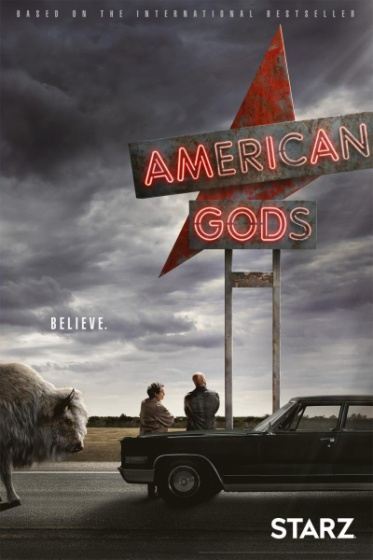 BASED ON THE INTERNATIONAL BESTSELLER
AMERICAN
GODS
BELIEVE.
STARZ